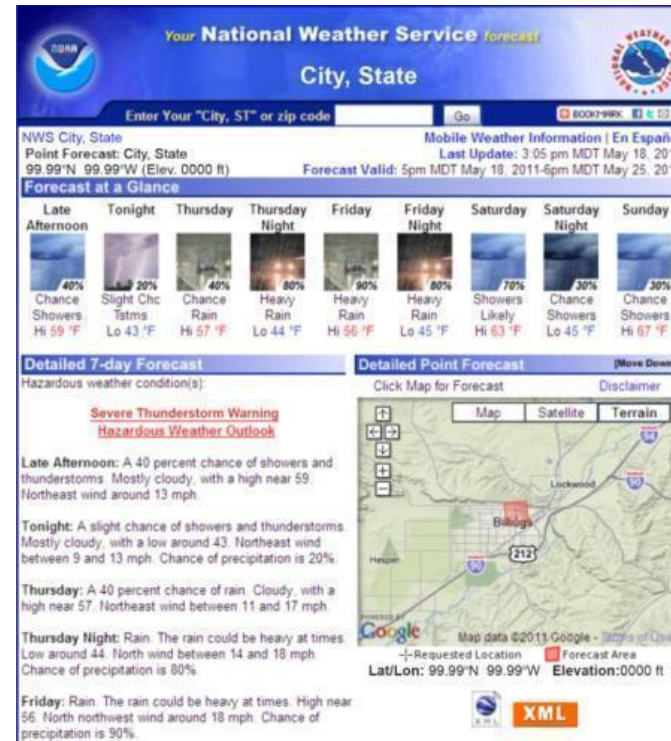 NOAA
Your National Weather Service forecast
City, State
Enter Your "City, ST" or zip code
Go
NWS City, State
Mobile Weather Information | En Españ
Point Forecast: City, State
Last Update: 3:05 pm MDT May 18, 20
99.99°N 99.99°W (Elev. 0000 ft)
Forecast Valid: 5pm MDT May 18, 2011-6pm MDT May 25, 20
Forecast at a Glance
Late Afternoon
40%
Chance Showers
Hi 59 °F
Tonight
20%
Slight Chc Tstms
Lo 43 °F
Thursday
40%
Chance Rain
Hi 57 °F
Thursday Night
80%
Heavy Rain
Lo 44 °F
Friday
90%
Heavy Rain
Hi 56 °F
Friday Night
80%
Heavy Rain
Lo 45 °F
Saturday
70%
Showers Likely
Hi 63 °F
Saturday Night
30%
Chance Showers
Lo 45 °F
Sunday
30%
Chance Showers
Hi 67 °F
Detailed 7-day Forecast
Hazardous weather condition(s):
Severe Thunderstorm Warning
Hazardous Weather Outlook
Late Afternoon: A 40 percent chance of showers and
thunderstorms. Mostly cloudy, with a high near 59.
Northeast wind around 13 mph.
Tonight: A slight chance of showers and thunderstorms.
Mostly cloudy, with a low around 43. Northeast wind
between 9 and 13 mph. Chance of precipitation is 20%.
Thursday: A 40 percent chance of rain. Cloudy, with a
high near 57. Northeast wind between 11 and 17 mph.
Thursday Night: Rain. The rain could be heavy at times.
Low around 44. North wind between 14 and 18 mph.
Chance of precipitation is 80%.
Friday: Rain. The rain could be heavy at times. High near
56. North northwest wind around 18 mph. Chance of
precipitation is 90%.
Detailed Point Forecast
[Move Down
Click Map for Forecast
Disclaimer
Map
Satellite
Terrain
94
Lockwood
90
Billings
212
Hesper
90
POWERED BY
Google
Map data ©2011 Google - Terms of Use
Requested Location
Forecast Area
Lat/Lon: 99.99°N 99.99°W Elevation:0000 ft
XML
XML